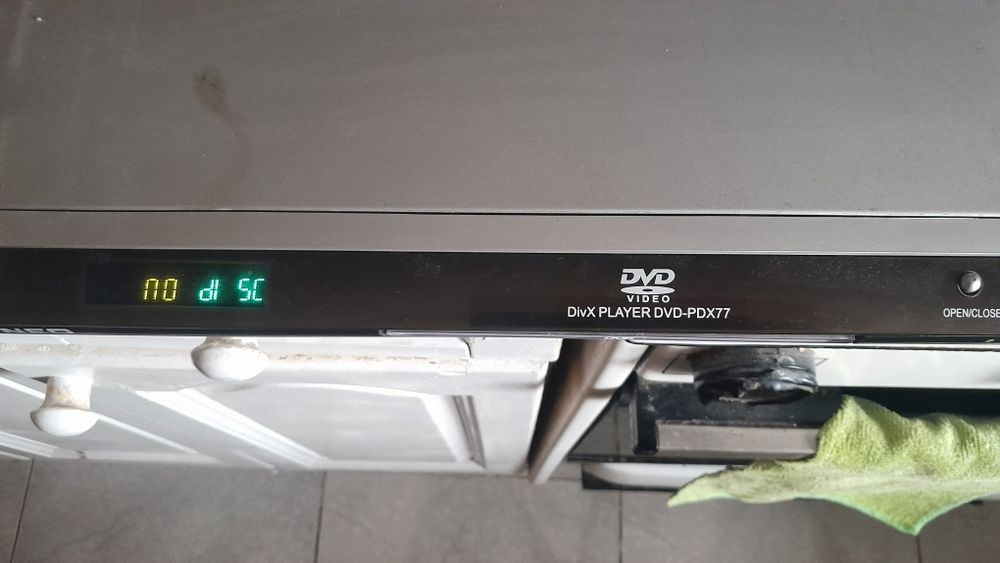 NO diSC
DVD
VIDEO
DivX PLAYER DVD-PDX77
OPEN/CLOSE